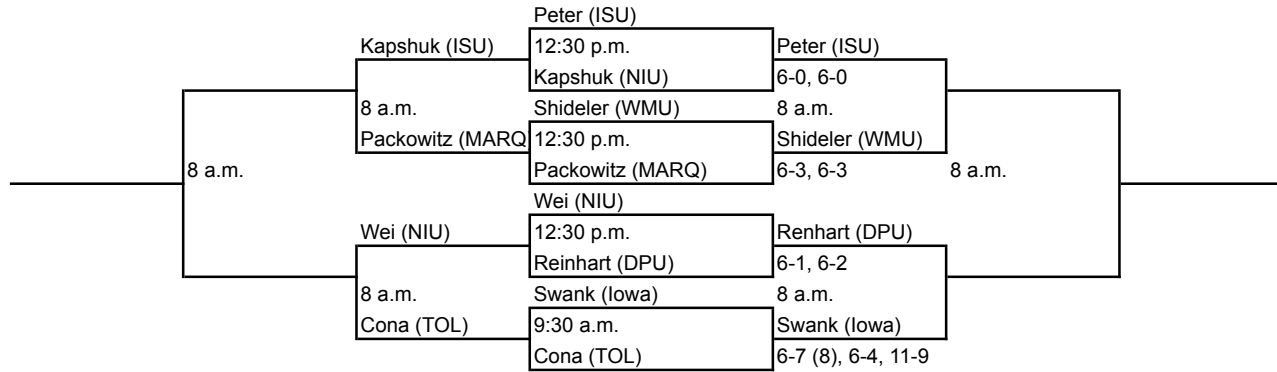 Peter (ISU)
Kapshuk (ISU)
12:30 p.m.
Peter (ISU)
Kapshuk (NIU)
6-0, 6-0
8 a.m.
Shideler (WMU)
8 a.m.
Packowitz (MARQ
12:30 p.m.
Shideler (WMU)
8 a.m.
Packowitz (MARQ)
6-3, 6-3
8 a.m.
Wei (NIU)
Wei (NIU)
12:30 p.m.
Renhart (DPU)
Reinhart (DPU)
6-1, 6-2
8 a.m.
Swank (Iowa)
8 a.m.
Cona (TOL)
9:30 a.m.
Swank (Iowa)
Cona (TOL)
6-7 (8), 6-4, 11-9